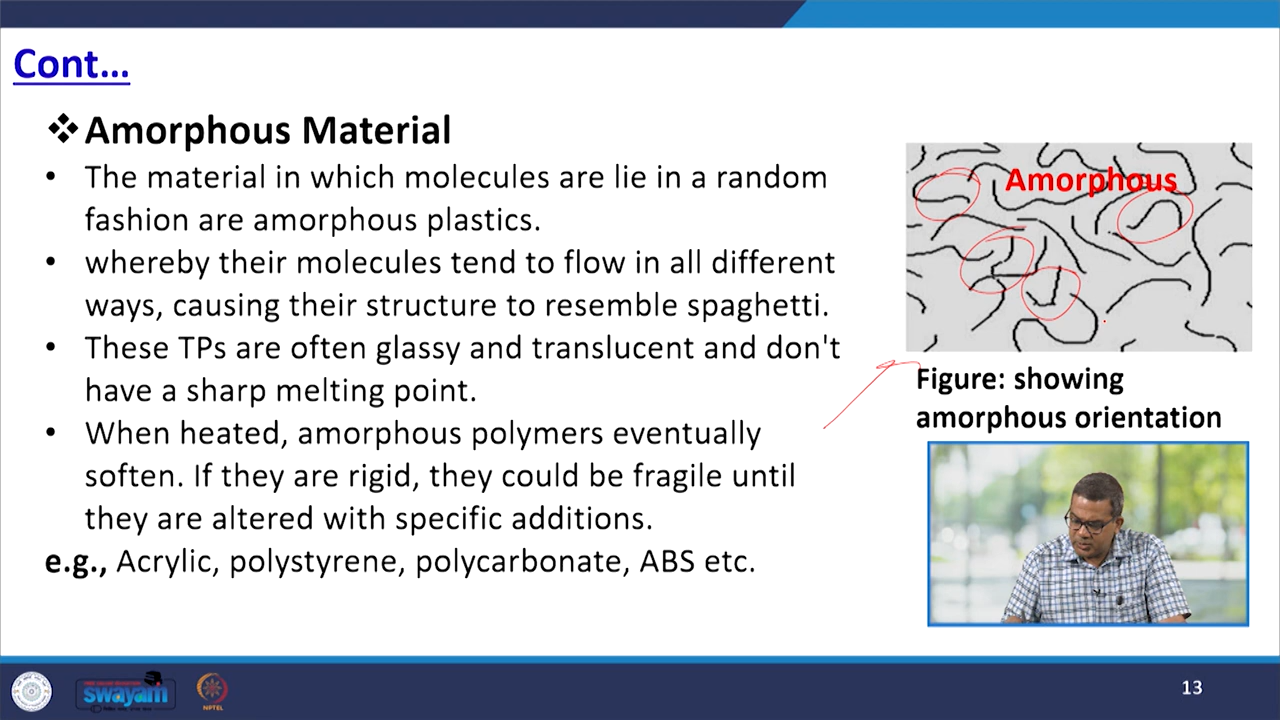 Cont...
❖ Amorphous Material
• The material in which molecules are lie in a random
fashion are amorphous plastics.
• whereby their molecules tend to flow in all different
ways, causing their structure to resemble spaghetti.
• These TPs are often glassy and translucent and don't
have a sharp melting point.
• When heated, amorphous polymers eventually
soften. If they are rigid, they could be fragile until
they are altered with specific additions.
e.g., Acrylic, polystyrene, polycarbonate, ABS etc.
Amorphous
Figure: showing
amorphous orientation
swayam
NPTEL
13